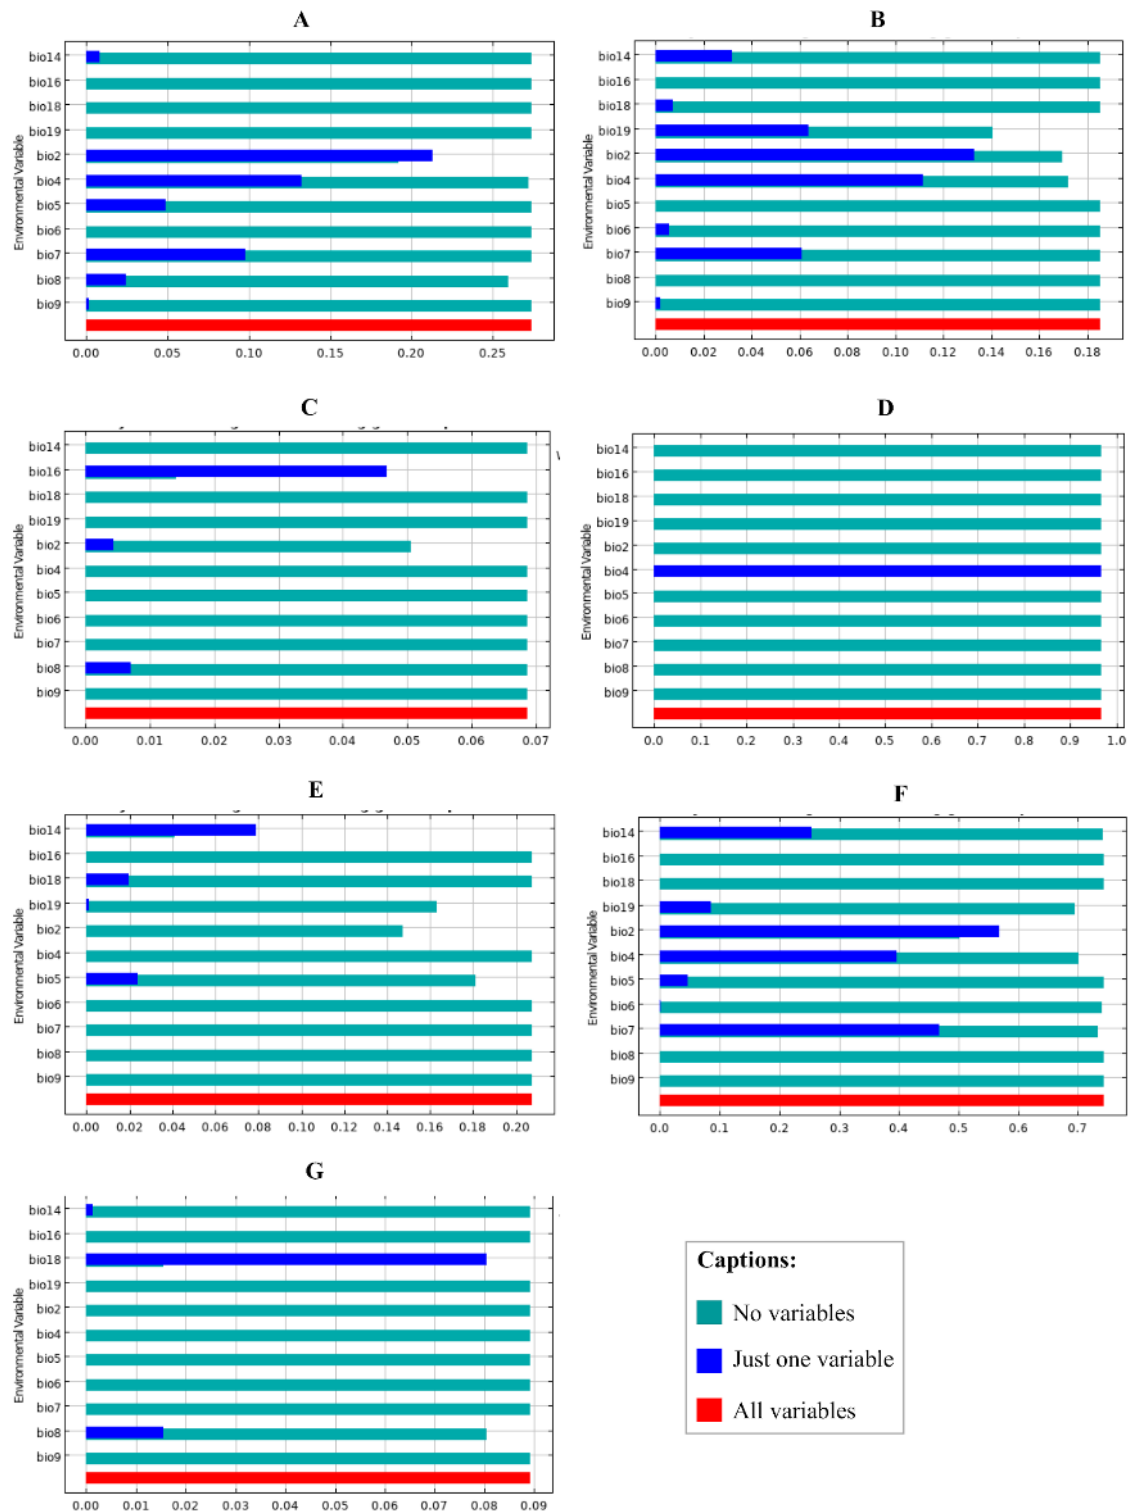 A
Environmental Variable
bio14
bio16
bio18
bio19
bio2
bio4
bio5
bio6
bio7
bio8
bio9
0.00 0.05 0.10 0.15 0.20 0.25
B
Environmental Variable
bio14
bio16
bio18
bio19
bio2
bio4
bio5
bio6
bio7
bio8
bio9
0.00 0.02 0.04 0.06 0.08 0.10 0.12 0.14 0.16 0.18
C
Environmental Variable
bio14
bio16
bio18
bio19
bio2
bio4
bio5
bio6
bio7
bio8
bio9
0.00 0.01 0.02 0.03 0.04 0.05 0.06 0.07
D
Environmental Variable
bio14
bio16
bio18
bio19
bio2
bio4
bio5
bio6
bio7
bio8
bio9
0.0 0.1 0.2 0.3 0.4 0.5 0.6 0.7 0.8 0.9 1.0
E
Environmental Variable
bio14
bio16
bio18
bio19
bio2
bio4
bio5
bio6
bio7
bio8
bio9
0.00 0.02 0.04 0.06 0.08 0.10 0.12 0.14 0.16 0.18 0.20
F
Environmental Variable
bio14
bio16
bio18
bio19
bio2
bio4
bio5
bio6
bio7
bio8
bio9
0.0 0.1 0.2 0.3 0.4 0.5 0.6 0.7
G
Environmental Variable
bio14
bio16
bio18
bio19
bio2
bio4
bio5
bio6
bio7
bio8
bio9
0.00 0.01 0.02 0.03 0.04 0.05 0.06 0.07 0.08 0.09
Captions:
No variables
Just one variable
All variables